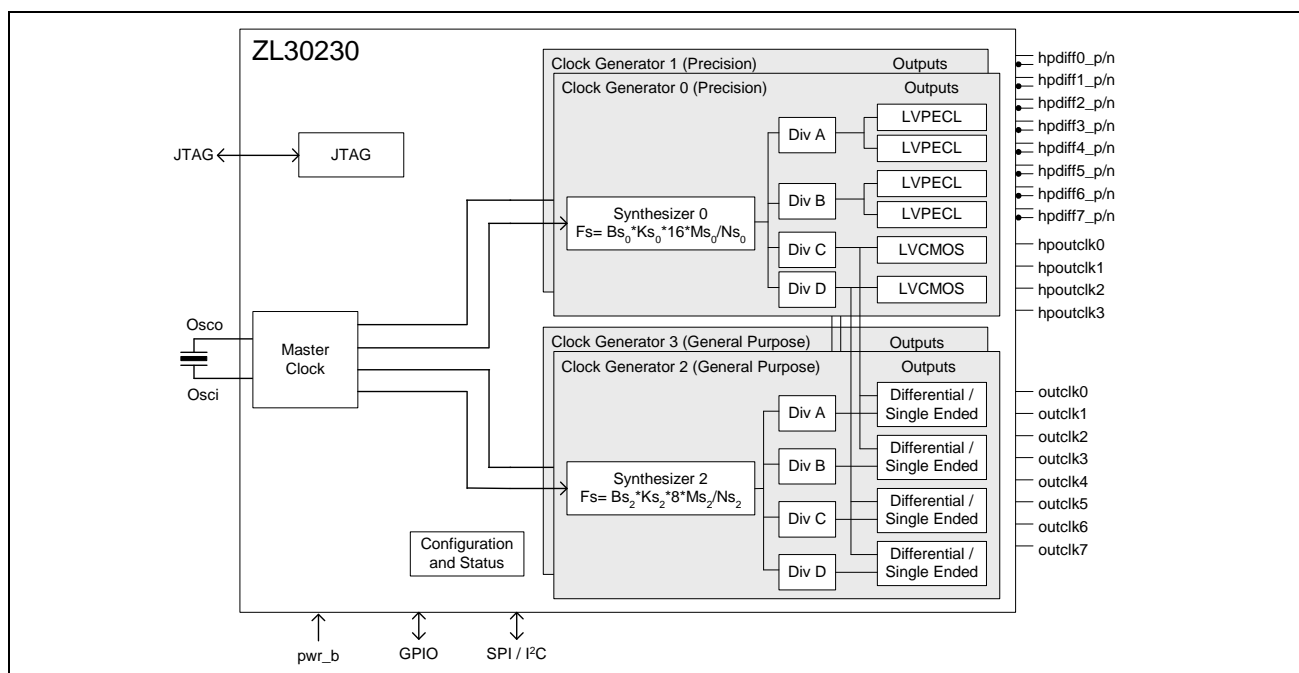 ZL30230
Clock Generator 1 (Precision) Outputs
Clock Generator 0 (Precision) Outputs
Div A
LVPECL
LVPECL
Div B
LVPECL
LVPECL
Synthesizer 0
Fs= Bs0*Ks0*16*Ms0/Ns0
Div C
LVCMOS
Div D
LVCMOS
JTAG
JTAG
Osco
Osci
Master
Clock
Clock Generator 3 (General Purpose) Outputs
Clock Generator 2 (General Purpose) Outputs
Div A
Differential /
Single Ended
Div B
Differential /
Single Ended
Synthesizer 2
Fs= Bs2*Ks2*8*Ms2/Ns2
Div C
Differential /
Single Ended
Div D
Differential /
Single Ended
Configuration
and Status
hpdiff0_p/n
hpdiff1_p/n
hpdiff2_p/n
hpdiff3_p/n
hpdiff4_p/n
hpdiff5_p/n
hpdiff6_p/n
hpdiff7_p/n
hpoutclk0
hpoutclk1
hpoutclk2
hpoutclk3
outclk0
outclk1
outclk2
outclk3
outclk4
outclk5
outclk6
outclk7
pwr_b
GPIO
SPI / I²C